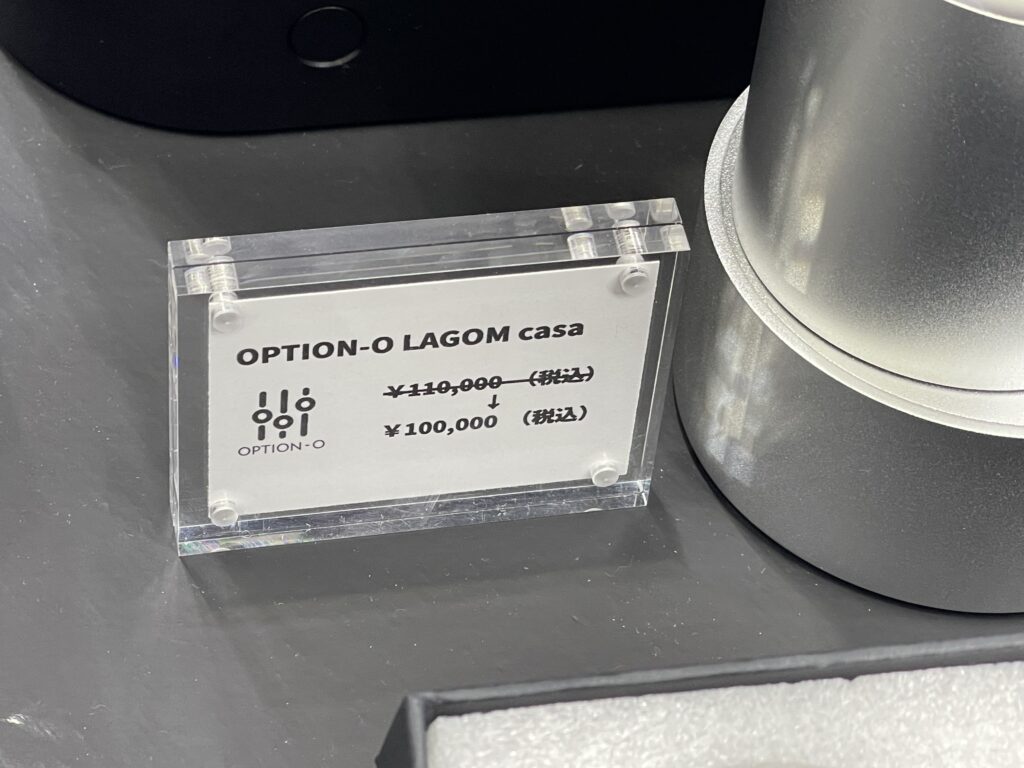 OPTION-O LAGOM casa
￥110,000 （税込）
↓
￥100,000 （税込）
OPTION-O